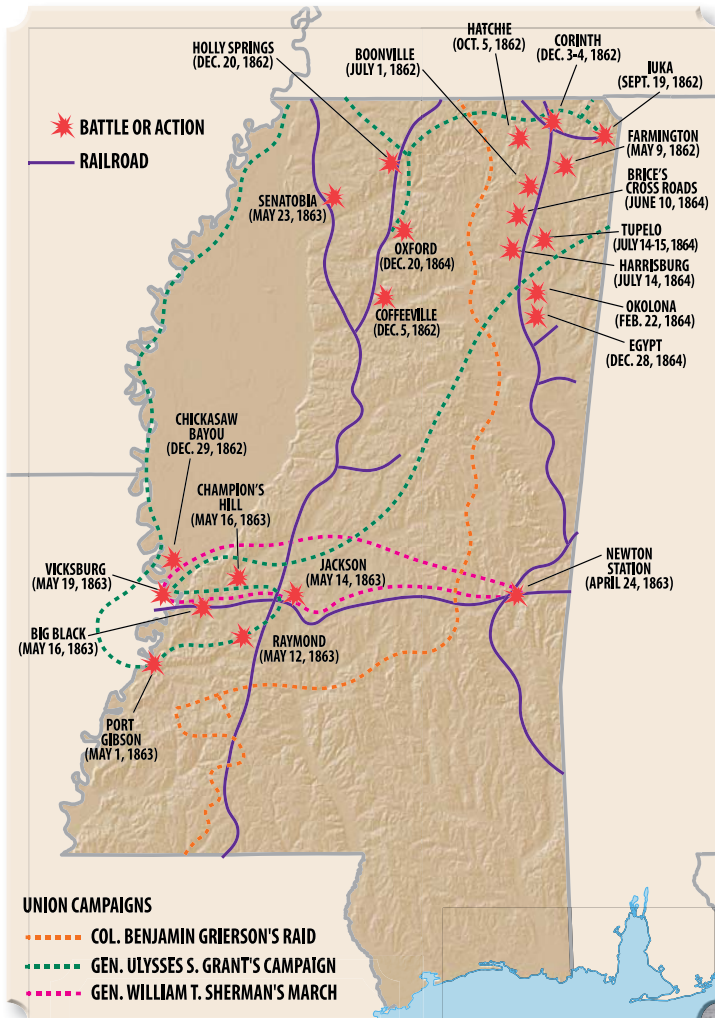 HOLLY SPRINGS
(DEC. 20, 1862)
BOONVILLE
(JULY 1, 1862)
HATCHIE
(OCT. 5, 1862)
CORINTH
(DEC. 3-4, 1862)
IUKA
(SEPT. 19, 1862)
BATTLE OR ACTION
RAILROAD
FARMINGTON
(MAY 9, 1862)
BRICE'S
CROSS ROADS
(JUNE 10, 1864)
SENATOBIA
(MAY 23, 1863)
OXFORD
(DEC. 20, 1864)
TUPELO
(JULY 14-15, 1864)
HARRISBURG
(JULY 14, 1864)
COFFEEVILLE
(DEC. 5, 1862)
OKOLONA
(FEB. 22, 1864)
EGYPT
(DEC. 28, 1864)
CHICKASAW
BAYOU
(DEC. 29, 1862)
CHAMPION'S
HILL
(MAY 16, 1863)
VICKSBURG
(MAY 19, 1863)
JACKSON
(MAY 14, 1863)
NEWTON
STATION
(APRIL 24, 1863)
BIG BLACK
(MAY 16, 1863)
RAYMOND
(MAY 12, 1863)
PORT
GIBSON
(MAY 1, 1863)
UNION CAMPAIGNS
COL. BENJAMIN GRIERSON'S RAID
GEN. ULYSSES S. GRANT'S CAMPAIGN
GEN. WILLIAM T. SHERMAN'S MARCH